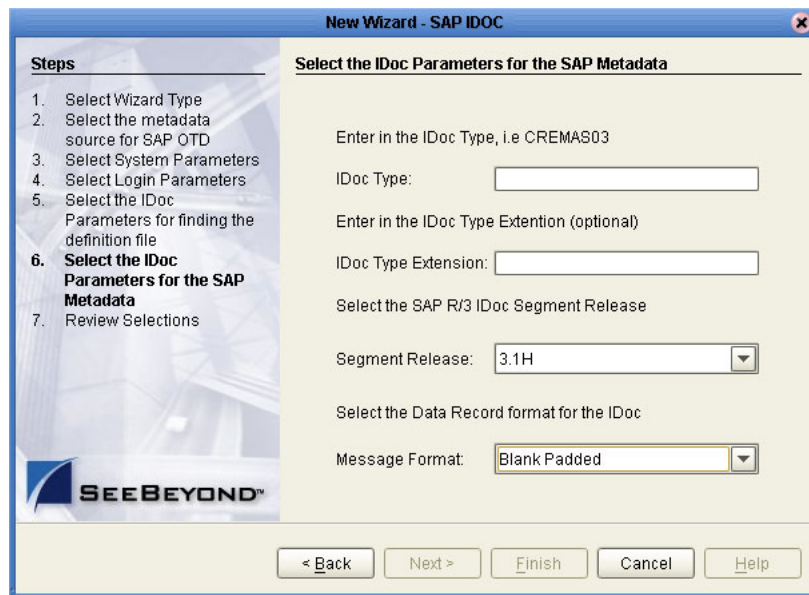 New Wizard - SAP IDOC
Steps
1. Select Wizard Type
2. Select the metadata
source for SAP OTD
3. Select System Parameters
4. Select Login Parameters
5. Select the IDoc
Parameters for finding the
definition file
6. Select the IDoc
Parameters for the SAP
Metadata
7. Review Selections
SEEBEYOND™
Select the IDoc Parameters for the SAP Metadata
Enter in the IDoc Type, i.e CREMAS03
IDoc Type:
Enter in the IDoc Type Extention (optional)
IDoc Type Extension:
Select the SAP R/3 IDoc Segment Release
Segment Release: 3.1H
Select the Data Record format for the IDoc
Message Format: Blank Padded
< Back Next > Finish Cancel Help